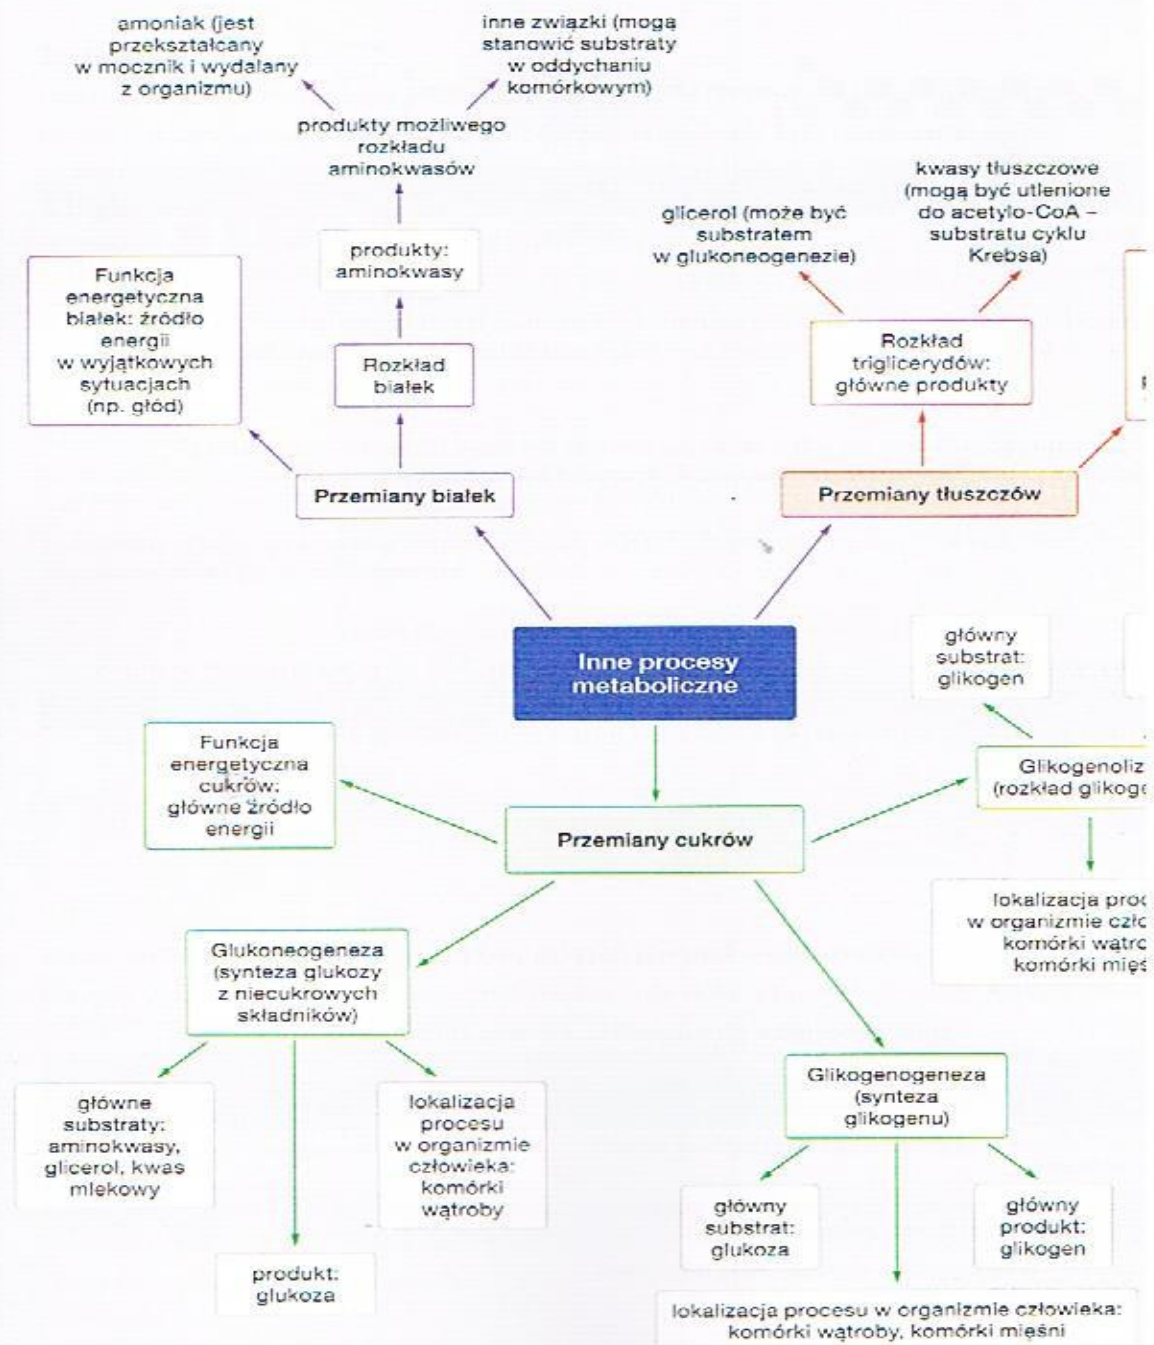 amoniak (jest
przekształcany
w mocznik i wydalany
z organizmu)
inne związki (mogą
stanowić substraty
w oddychaniu
komórkowym)
produkty możliwego
rozkładu
aminokwasów
produkty:
aminokwasy
Rozkład
białek
Funkcja
energetyczna
białek: źródło
energii
w wyjątkowych
sytuacjach
(np. głód)
Przemiany białek
glicerol (może być
substratem
w glukoneogenezie)
kwasy tłuszczowe
(mogą być utlenione
do acetylo-CoA –
substratu cyklu
Krebsa)
Rozkład
triglicerydów:
główne produkty
Przemiany tłuszczów
Inne procesy
metaboliczne
główny
substrat:
glikogen
Funkcja
energetyczna
cukrów:
główne źródło
energii
Przemiany cukrów
Glikogenoliz
(rozkład glikoge
lokalizacja proc
w organizmie czło
komórki wątro
komórki mięś
Glukoneogeneza
(synteza glukozy
z niecukrowych
składników)
główne
substraty:
aminokwasy,
glicerol, kwas
mlekowy
lokalizacja
procesu
w organizmie
człowieka:
komórki
wątroby
produkt:
glukoza
Glikogenogeneza
(synteza
glikogenu)
główny
substrat:
glukoza
główny
produkt:
glikogen
lokalizacja procesu w organizmie człowieka:
komórki wątroby, komórki mięśni